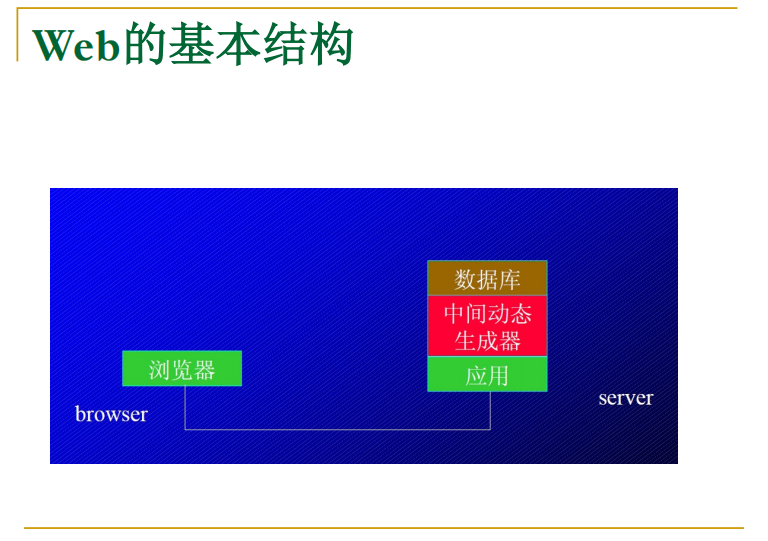 Web的基本结构
数据库
中间动态
生成器
应用
浏览器
browser
server